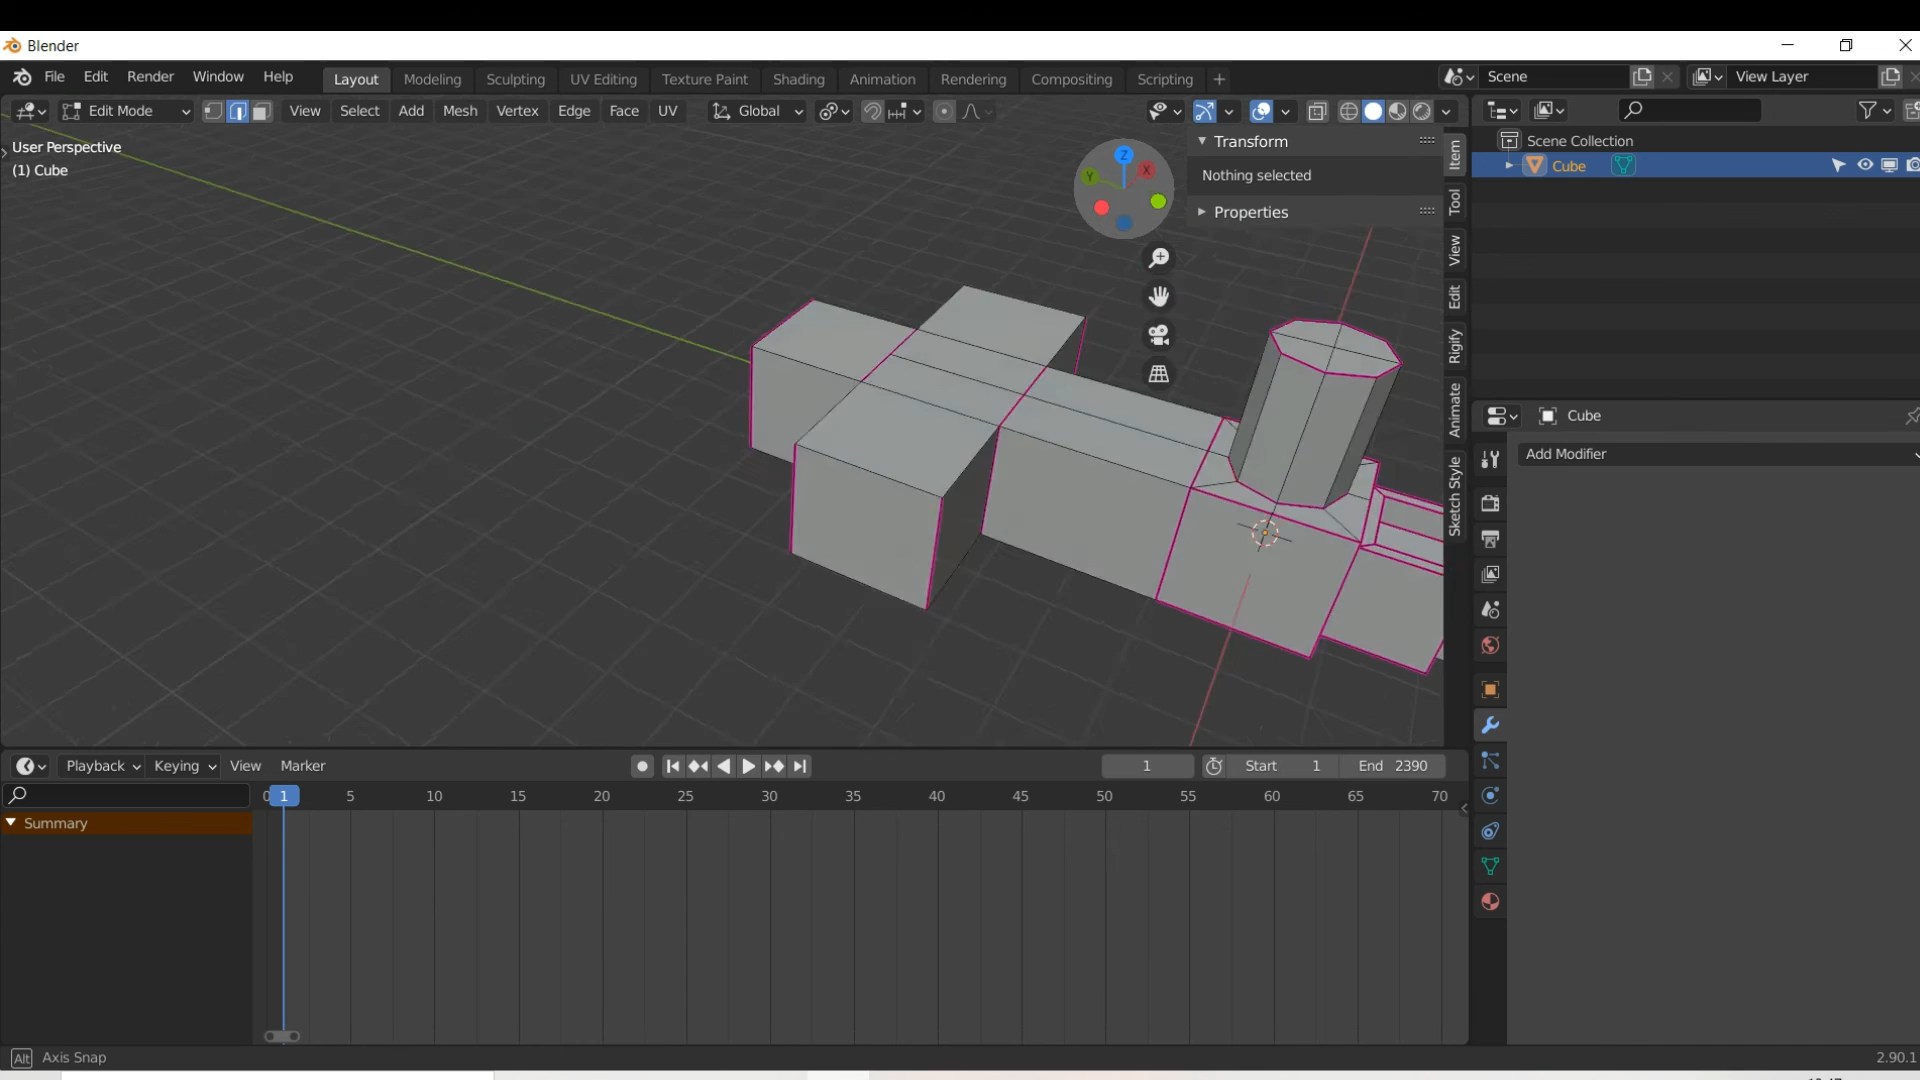 Blender
File Edit Render Window Help Layout Modeling Sculpting UV Editing Texture Paint Shading Animation Rendering Compositing Scripting + Scene View Layer
Edit Mode View Select Add Mesh Vertex Edge Face UV Global
User Perspective
(1) Cube
Z
X
Y
Transform
Nothing selected
Properties
Item
Tool
View
Edit
Rigify
Animate
Sketch Style
Scene Collection
Cube
Cube
Add Modifier
Playback Keying View Marker 1 Start 1 End 2390
0 1 5 10 15 20 25 30 35 40 45 50 55 60 65 70
Summary
Alt Axis Snap 2.90.1